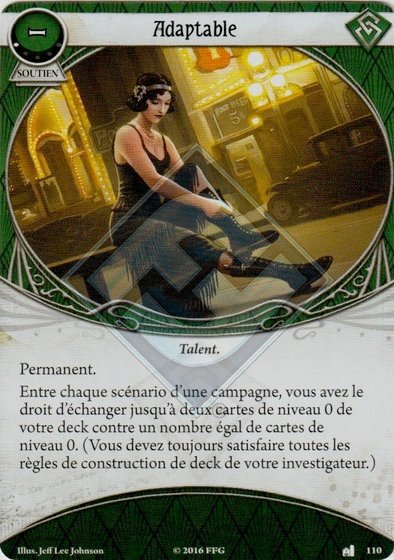 Adaptable
SOUTIEN
Talent.
Permanent.
Entre chaque scénario d'une campagne, vous avez le
droit d'échanger jusqu'à deux cartes de niveau 0 de
votre deck contre un nombre égal de cartes de
niveau 0. (Vous devez toujours satisfaire toutes les
règles de construction de deck de votre investigateur.)
Illus. Jeff Lee Johnson © 2016 FFG 110